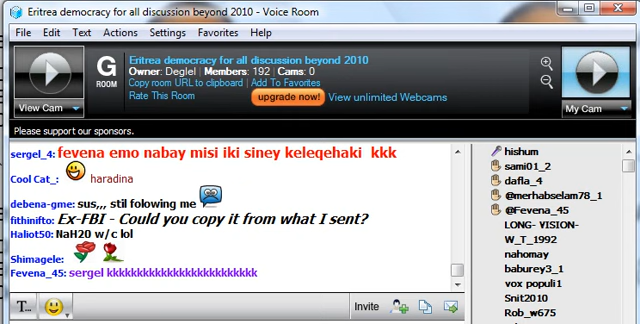 Eritrea democracy for all discussion beyond 2010 - Voice Room
File Edit Text Actions Settings Favorites Help
G
ROOM
Eritrea democracy for all discussion beyond 2010
Owner: Deglel | Members: 192 | Cams: 0
Copy room URL to clipboard | Add To Favorites
Rate This Room
upgrade now! View unlimited Webcams
View Cam
My Cam
Please support our sponsors.
sergel_4: fevena emo nabay misi iki siney keleqehaki kkk
Cool Cat_: haradina
debena-gme: sus,,, stil folowing me
fithinifto: Ex-FBI - Could you copy it from what I sent?
Haliot50: NaH20 w/c lol
Shimagele:
Fevena_45: sergel kkkkkkkkkkkkkkkkkkkkkkkkkk
hishum
sami01_2
dafla_4
@merhabselam78_1
@Fevena_45
LONG- VISION-
W_T_1992
nahomay
baburey3_1
vox populi1
Snit2010
Rob_w675
T...
Invite